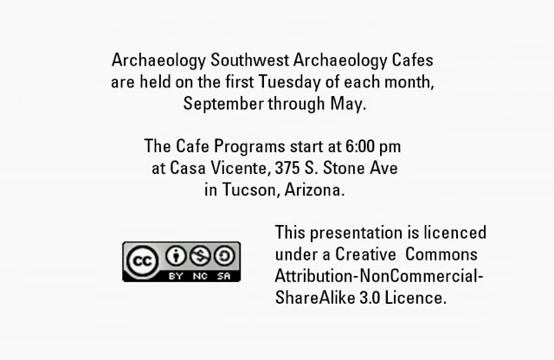 Archaeology Southwest Archaeology Cafes
are held on the first Tuesday of each month,
September through May.
The Cafe Programs start at 6:00 pm
at Casa Vicente, 375 S. Stone Ave
in Tucson, Arizona.
This presentation is licenced
under a Creative Commons
Attribution-NonCommercial-
ShareAlike 3.0 Licence.
cc
BY NC SA